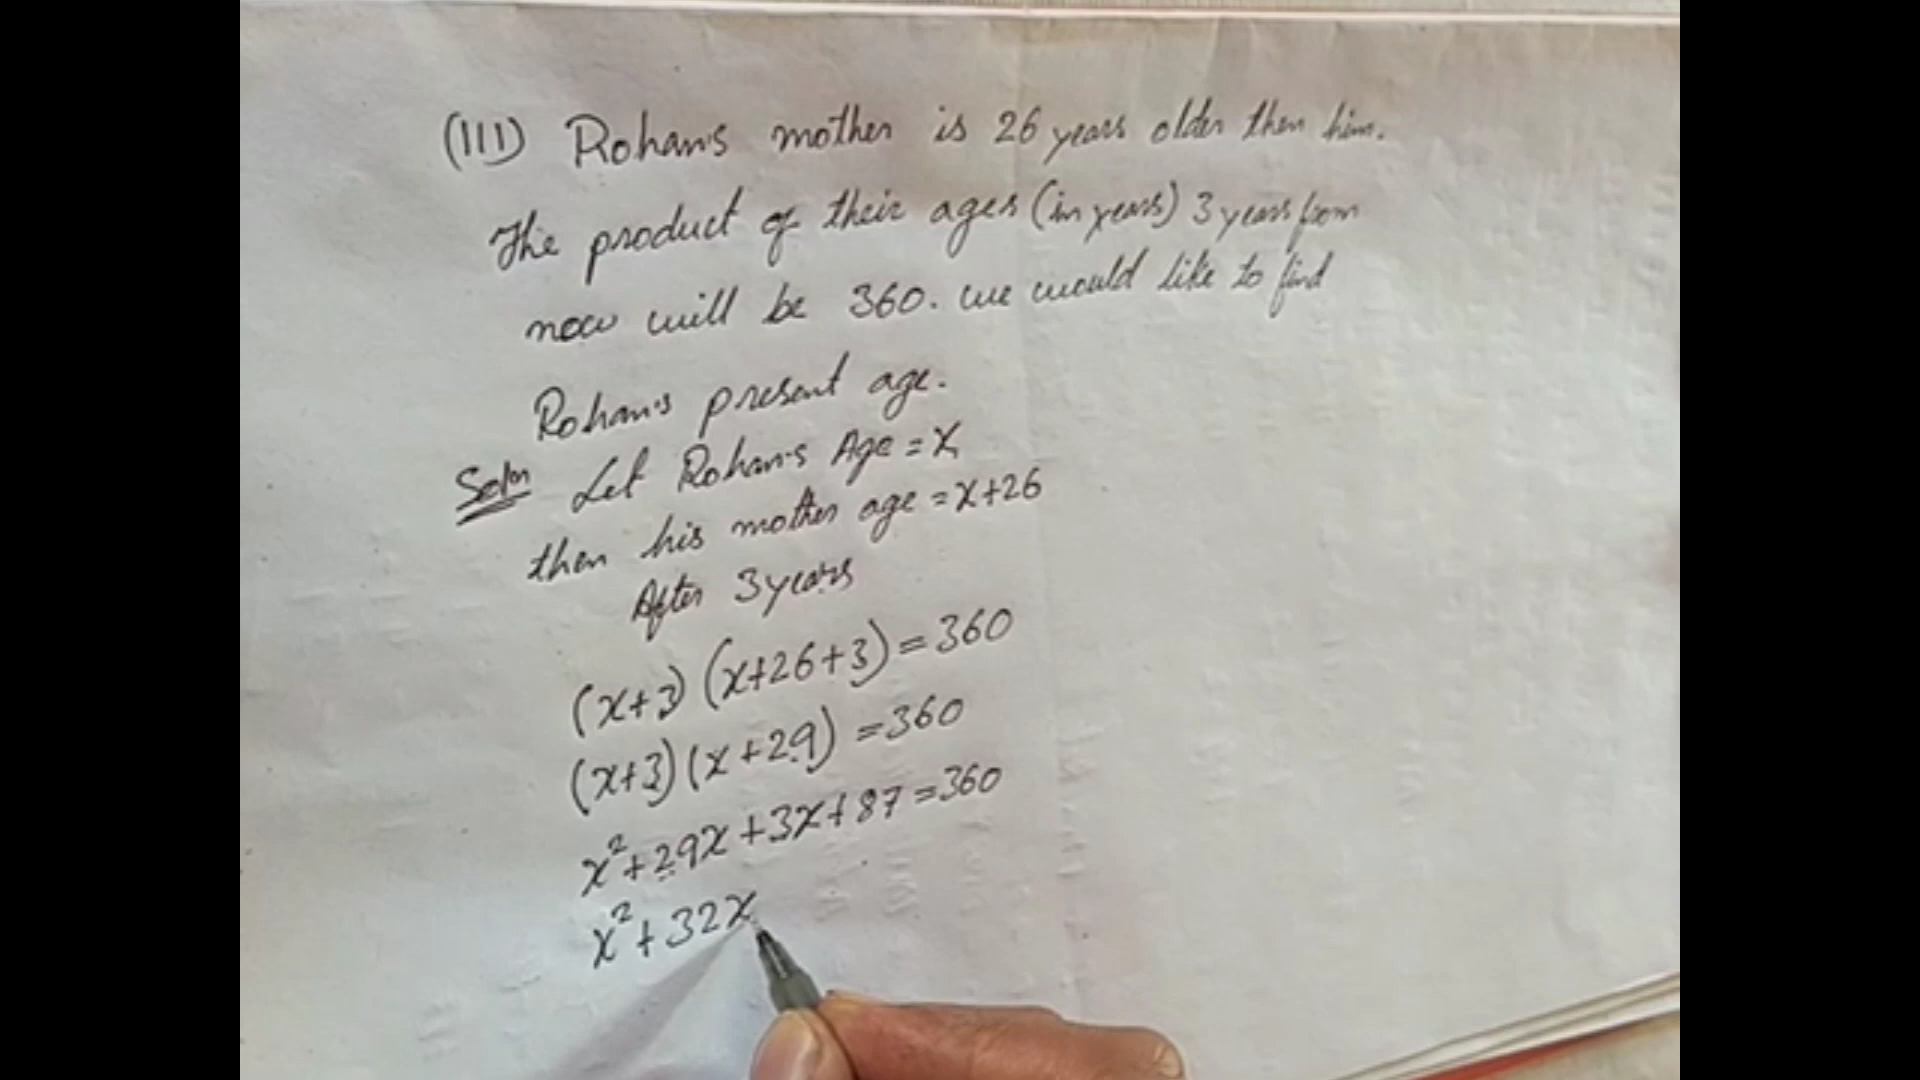 (III) Rohan's mother is 26 years older then him.
The product of their ages (in years) 3 years from
now will be 360. we would like to find
Rohan's present age.
Soln Let Rohan's Age = x
then his mother age = x+26
After 3 years
(x+3) (x+26+3) = 360
(x+3) (x+29) = 360
x²+29x+3x+87=360
x²+32x